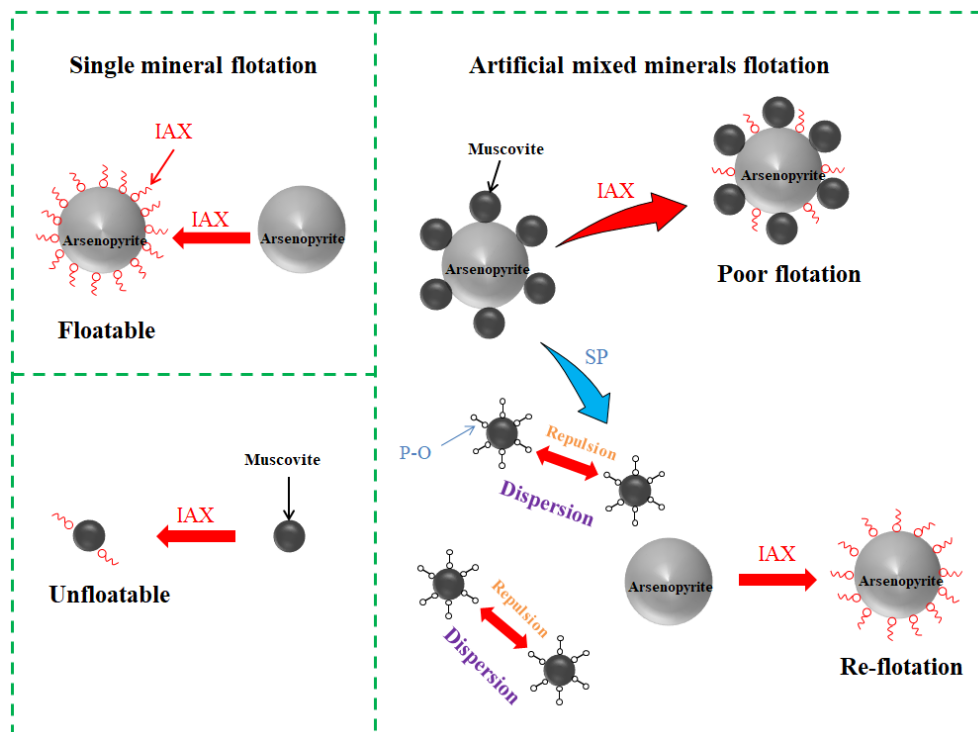 Single mineral flotation
IAX
IAX
Arsenopyrite
Arsenopyrite
Floatable
Muscovite
IAX
Unfloatable
Artificial mixed minerals flotation
Muscovite
IAX
Arsenopyrite
Arsenopyrite
Poor flotation
SP
P-O
Repulsion
Dispersion
Arsenopyrite
IAX
Arsenopyrite
Repulsion
Dispersion
Re-flotation